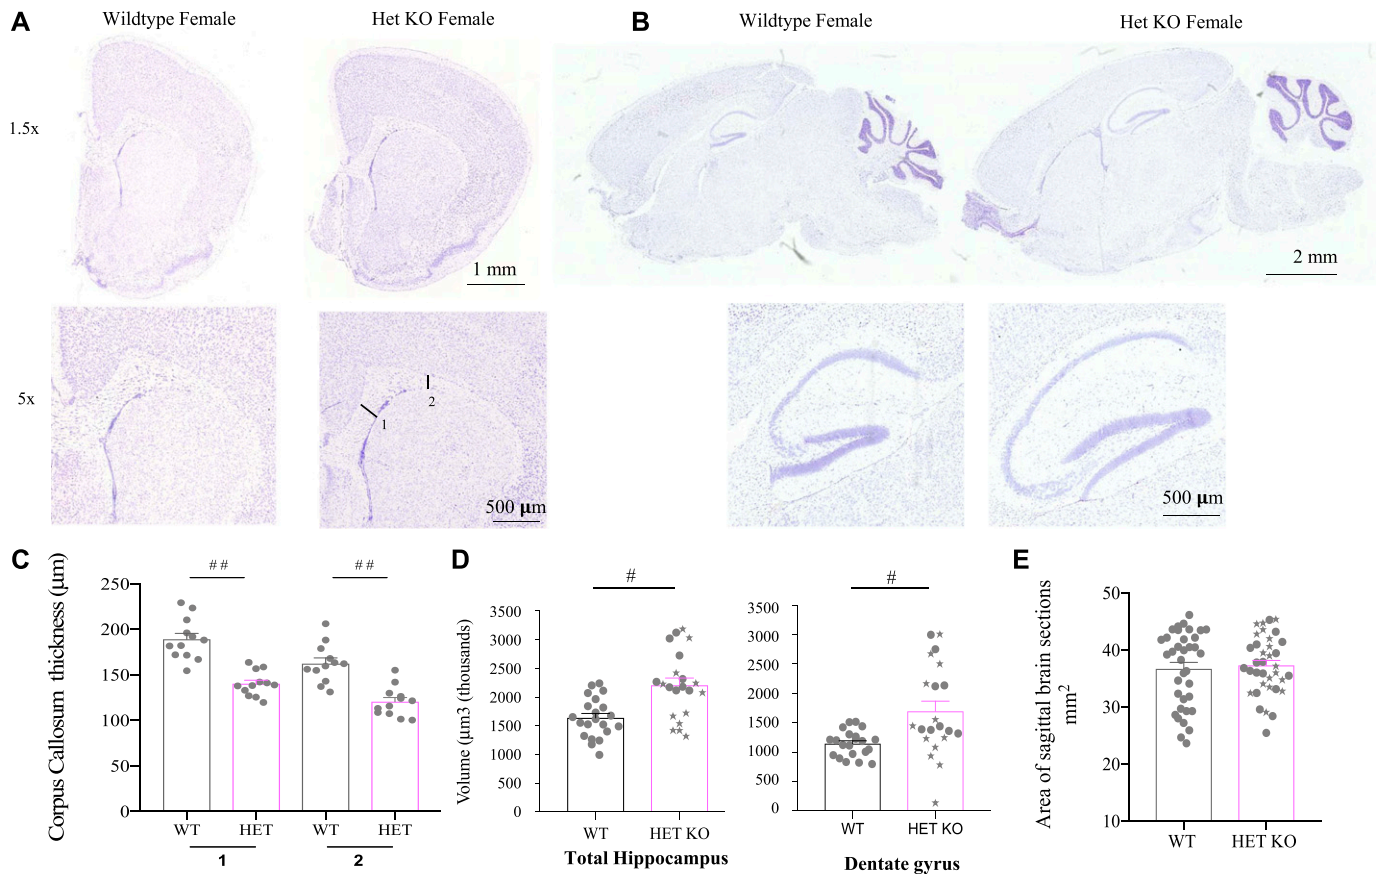 A
Wildtype Female
Het KO Female
B
Wildtype Female
Het KO Female
1.5x
1 mm
2 mm
5x
1
2
500 µm
500 µm
C
Corpus Callosum thickness (µm)
##
##
250
200
150
100
50
0
WT
HET
WT
HET
1
2
D
Volume (µm3 (thousands)
#
3500
3000
2500
2000
1500
1000
500
0
WT
HET KO
Total Hippocampus
#
3500
3000
2500
2000
1500
1000
500
0
WT
HET KO
Dentate gyrus
E
Area of sagittal brain sections
mm2
50
40
30
20
10
WT
HET KO